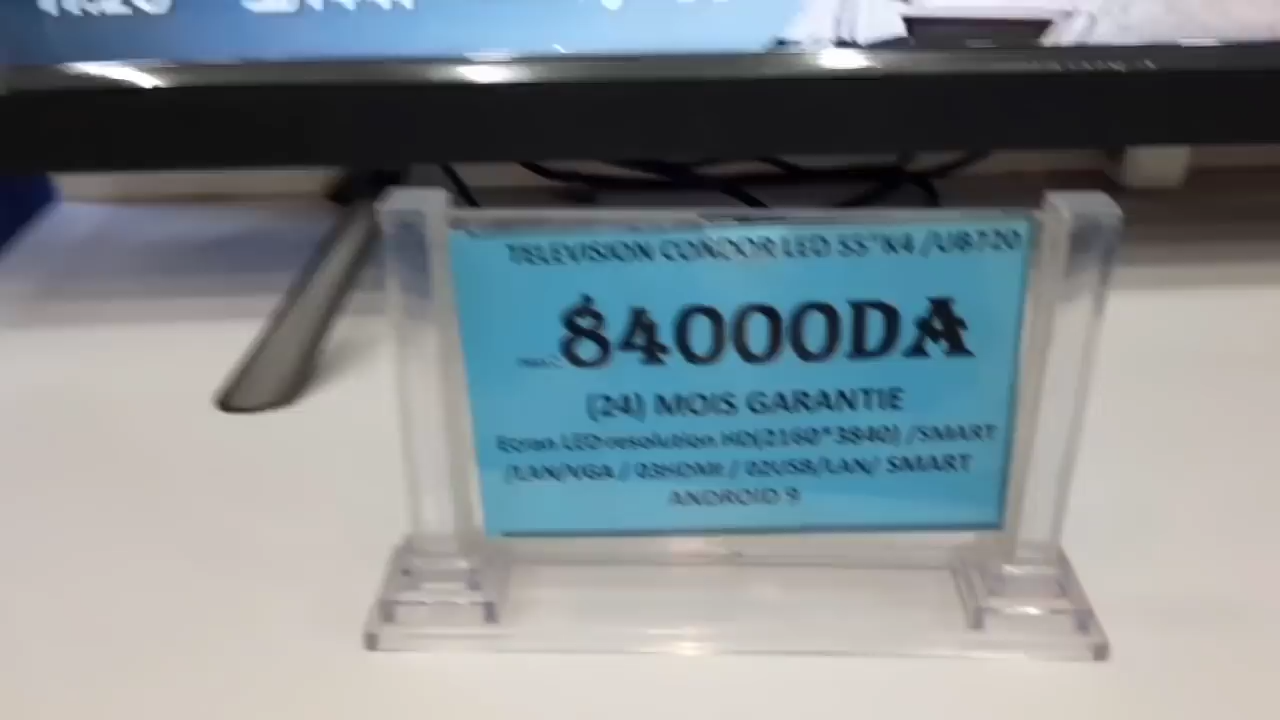 TELEVISION CONDOR LED 55"K4 /U8720
84000DA
(24) MOIS GARANTIE
Ecran LED resolution HD(2160*3840) /SMART
/LAN/VGA / 03HDMI / 02USB/LAN/ SMART
ANDROID 9